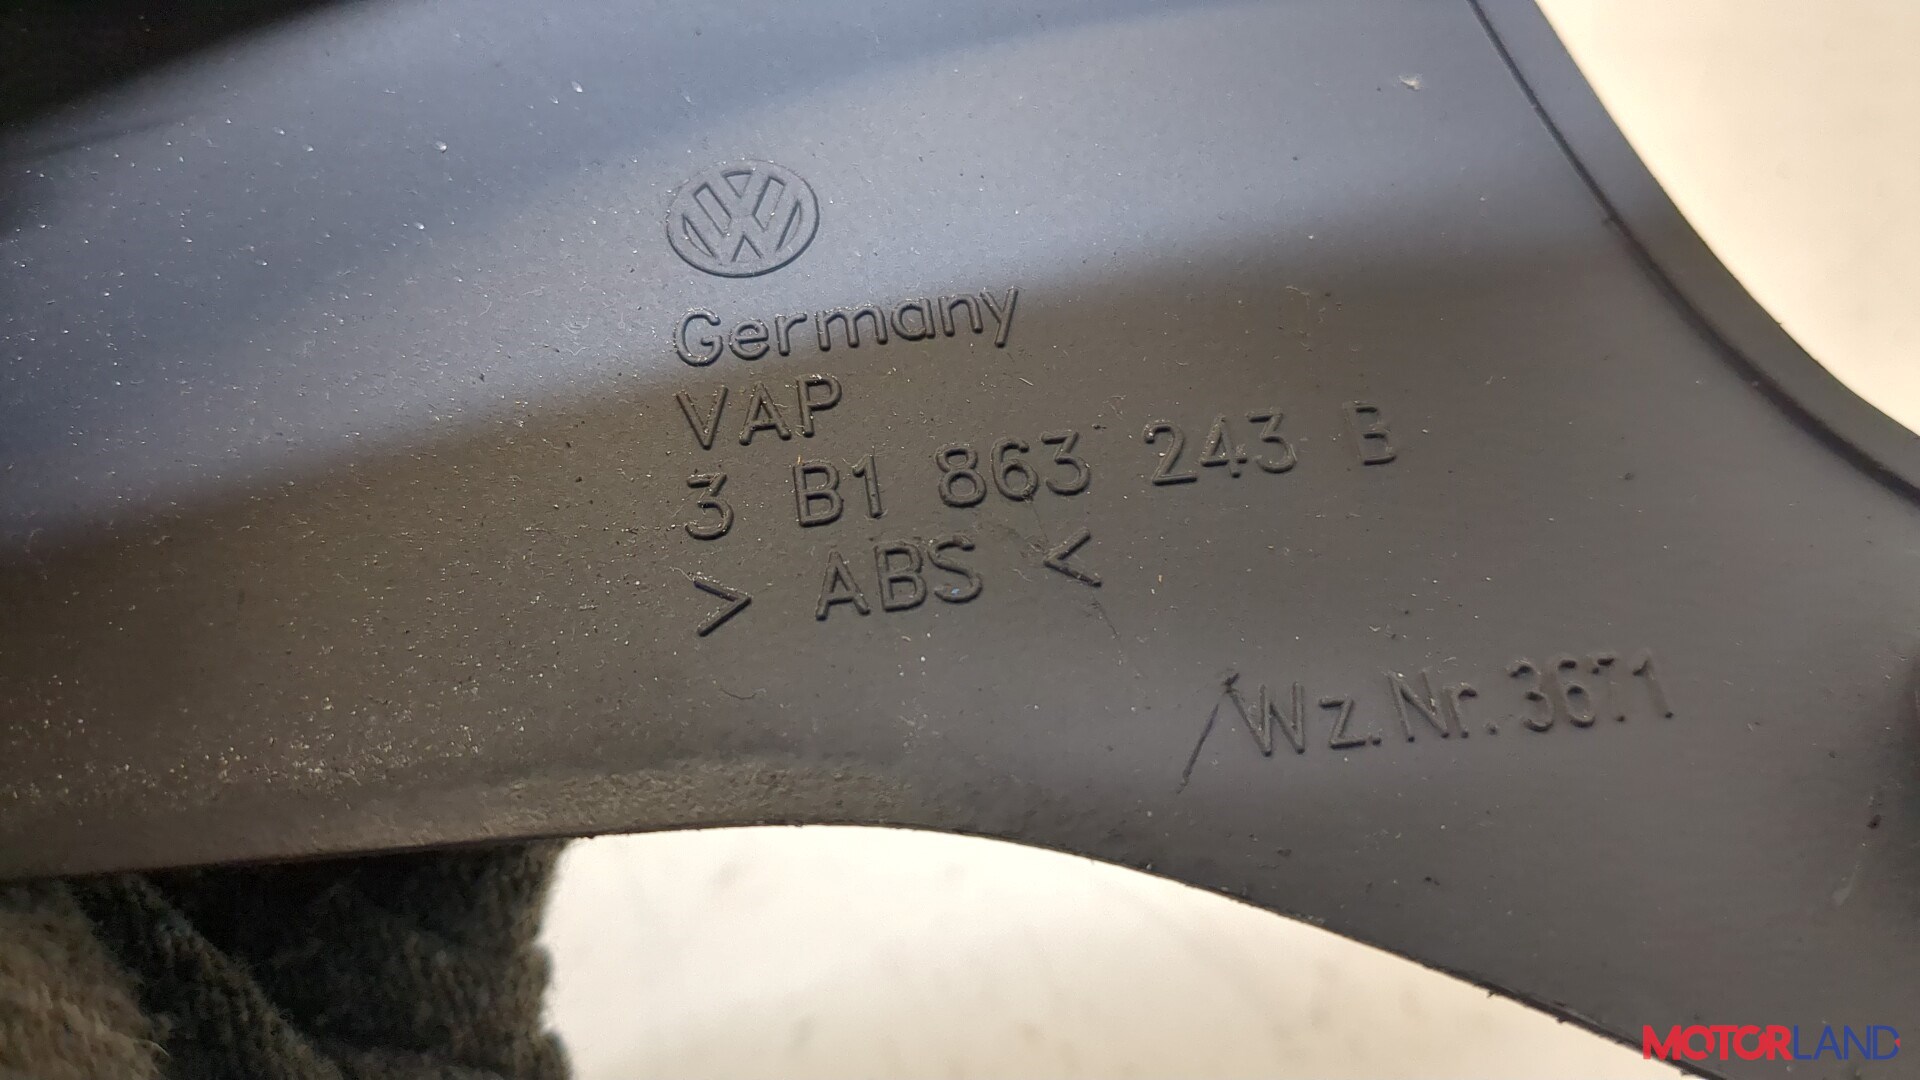 Germany
VAP
3 B1 863 243 B
> ABS <
Wz.Nr. 3671
MOTORLAND